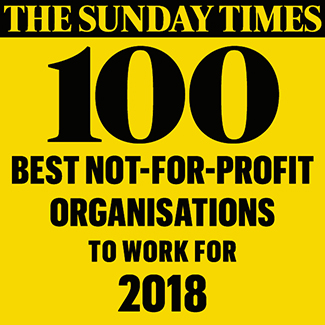 THE SUNDAY TIMES
100
BEST NOT-FOR-PROFIT
ORGANISATIONS
TO WORK FOR
2018